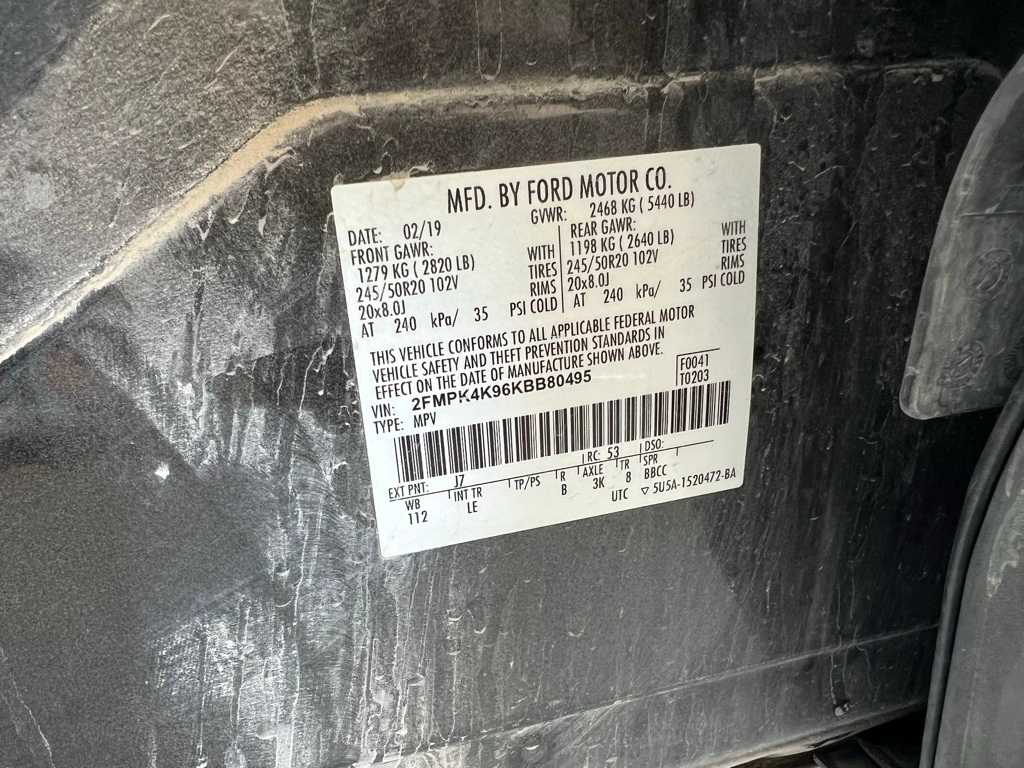 MFD. BY FORD MOTOR CO.
DATE: 02/19 GVWR: 2468 KG ( 5440 LB)
FRONT GAWR: REAR GAWR:
1279 KG ( 2820 LB) WITH 1198 KG ( 2640 LB) WITH
245/50R20 102V TIRES 245/50R20 102V TIRES
20x8.0J RIMS 20x8.0J RIMS
AT 240 kPa/ 35 PSI COLD AT 240 kPa/ 35 PSI COLD
THIS VEHICLE CONFORMS TO ALL APPLICABLE FEDERAL MOTOR
VEHICLE SAFETY AND THEFT PREVENTION STANDARDS IN
EFFECT ON THE DATE OF MANUFACTURE SHOWN ABOVE.
VIN: 2FMPK4K96KBB80495 F0041
TYPE: MPV T0203
EXT PNT: J7 RC: 53 DSO:
WB INT TR TP/PS R AXLE TR SPR
112 LE B 3K 8 BBCC
UTC ▽ 5U5A-1520472-BA